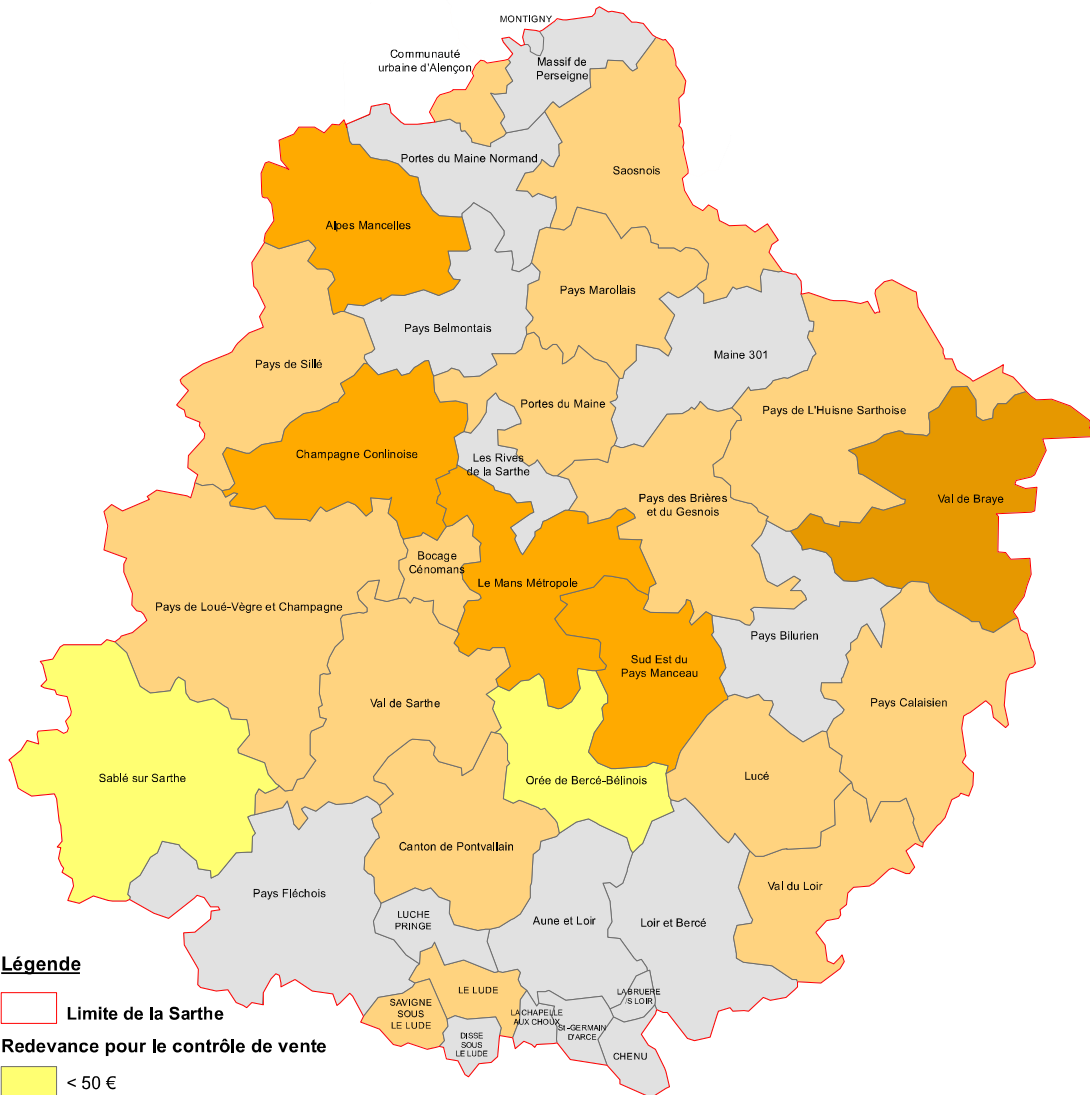 MONTIGNY
Communauté
urbaine d'Alençon
Massif de
Perseigne
Portes du Maine Normand
Saosnois
Alpes Mancelles
Pays Marollais
Pays Belmontais
Maine 301
Pays de Sillé
Portes du Maine
Pays de L'Huisne Sarthoise
Champagne Conlinoise
Les Rives
de la Sarthe
Pays des Brières
et du Gesnois
Val de Braye
Bocage
Cénomans
Le Mans Métropole
Pays de Loué-Vègre et Champagne
Pays Bilurien
Sud Est du
Pays Manceau
Val de Sarthe
Pays Calaisien
Sablé sur Sarthe
Orée de Bercé-Bélinois
Lucé
Canton de Pontvallain
Val du Loir
Pays Fléchois
LUCHE
PRINGE
Aune et Loir
Loir et Bercé
LE LUDE
LA BRUERE
/S LOIR
SAVIGNE
SOUS
LE LUDE
LA CHAPELLE
AUX CHOUX
ST-GERMAIN
D'ARCE
DISSE
SOUS
LE LUDE
CHENU
Légende
Limite de la Sarthe
Redevance pour le contrôle de vente
< 50 €